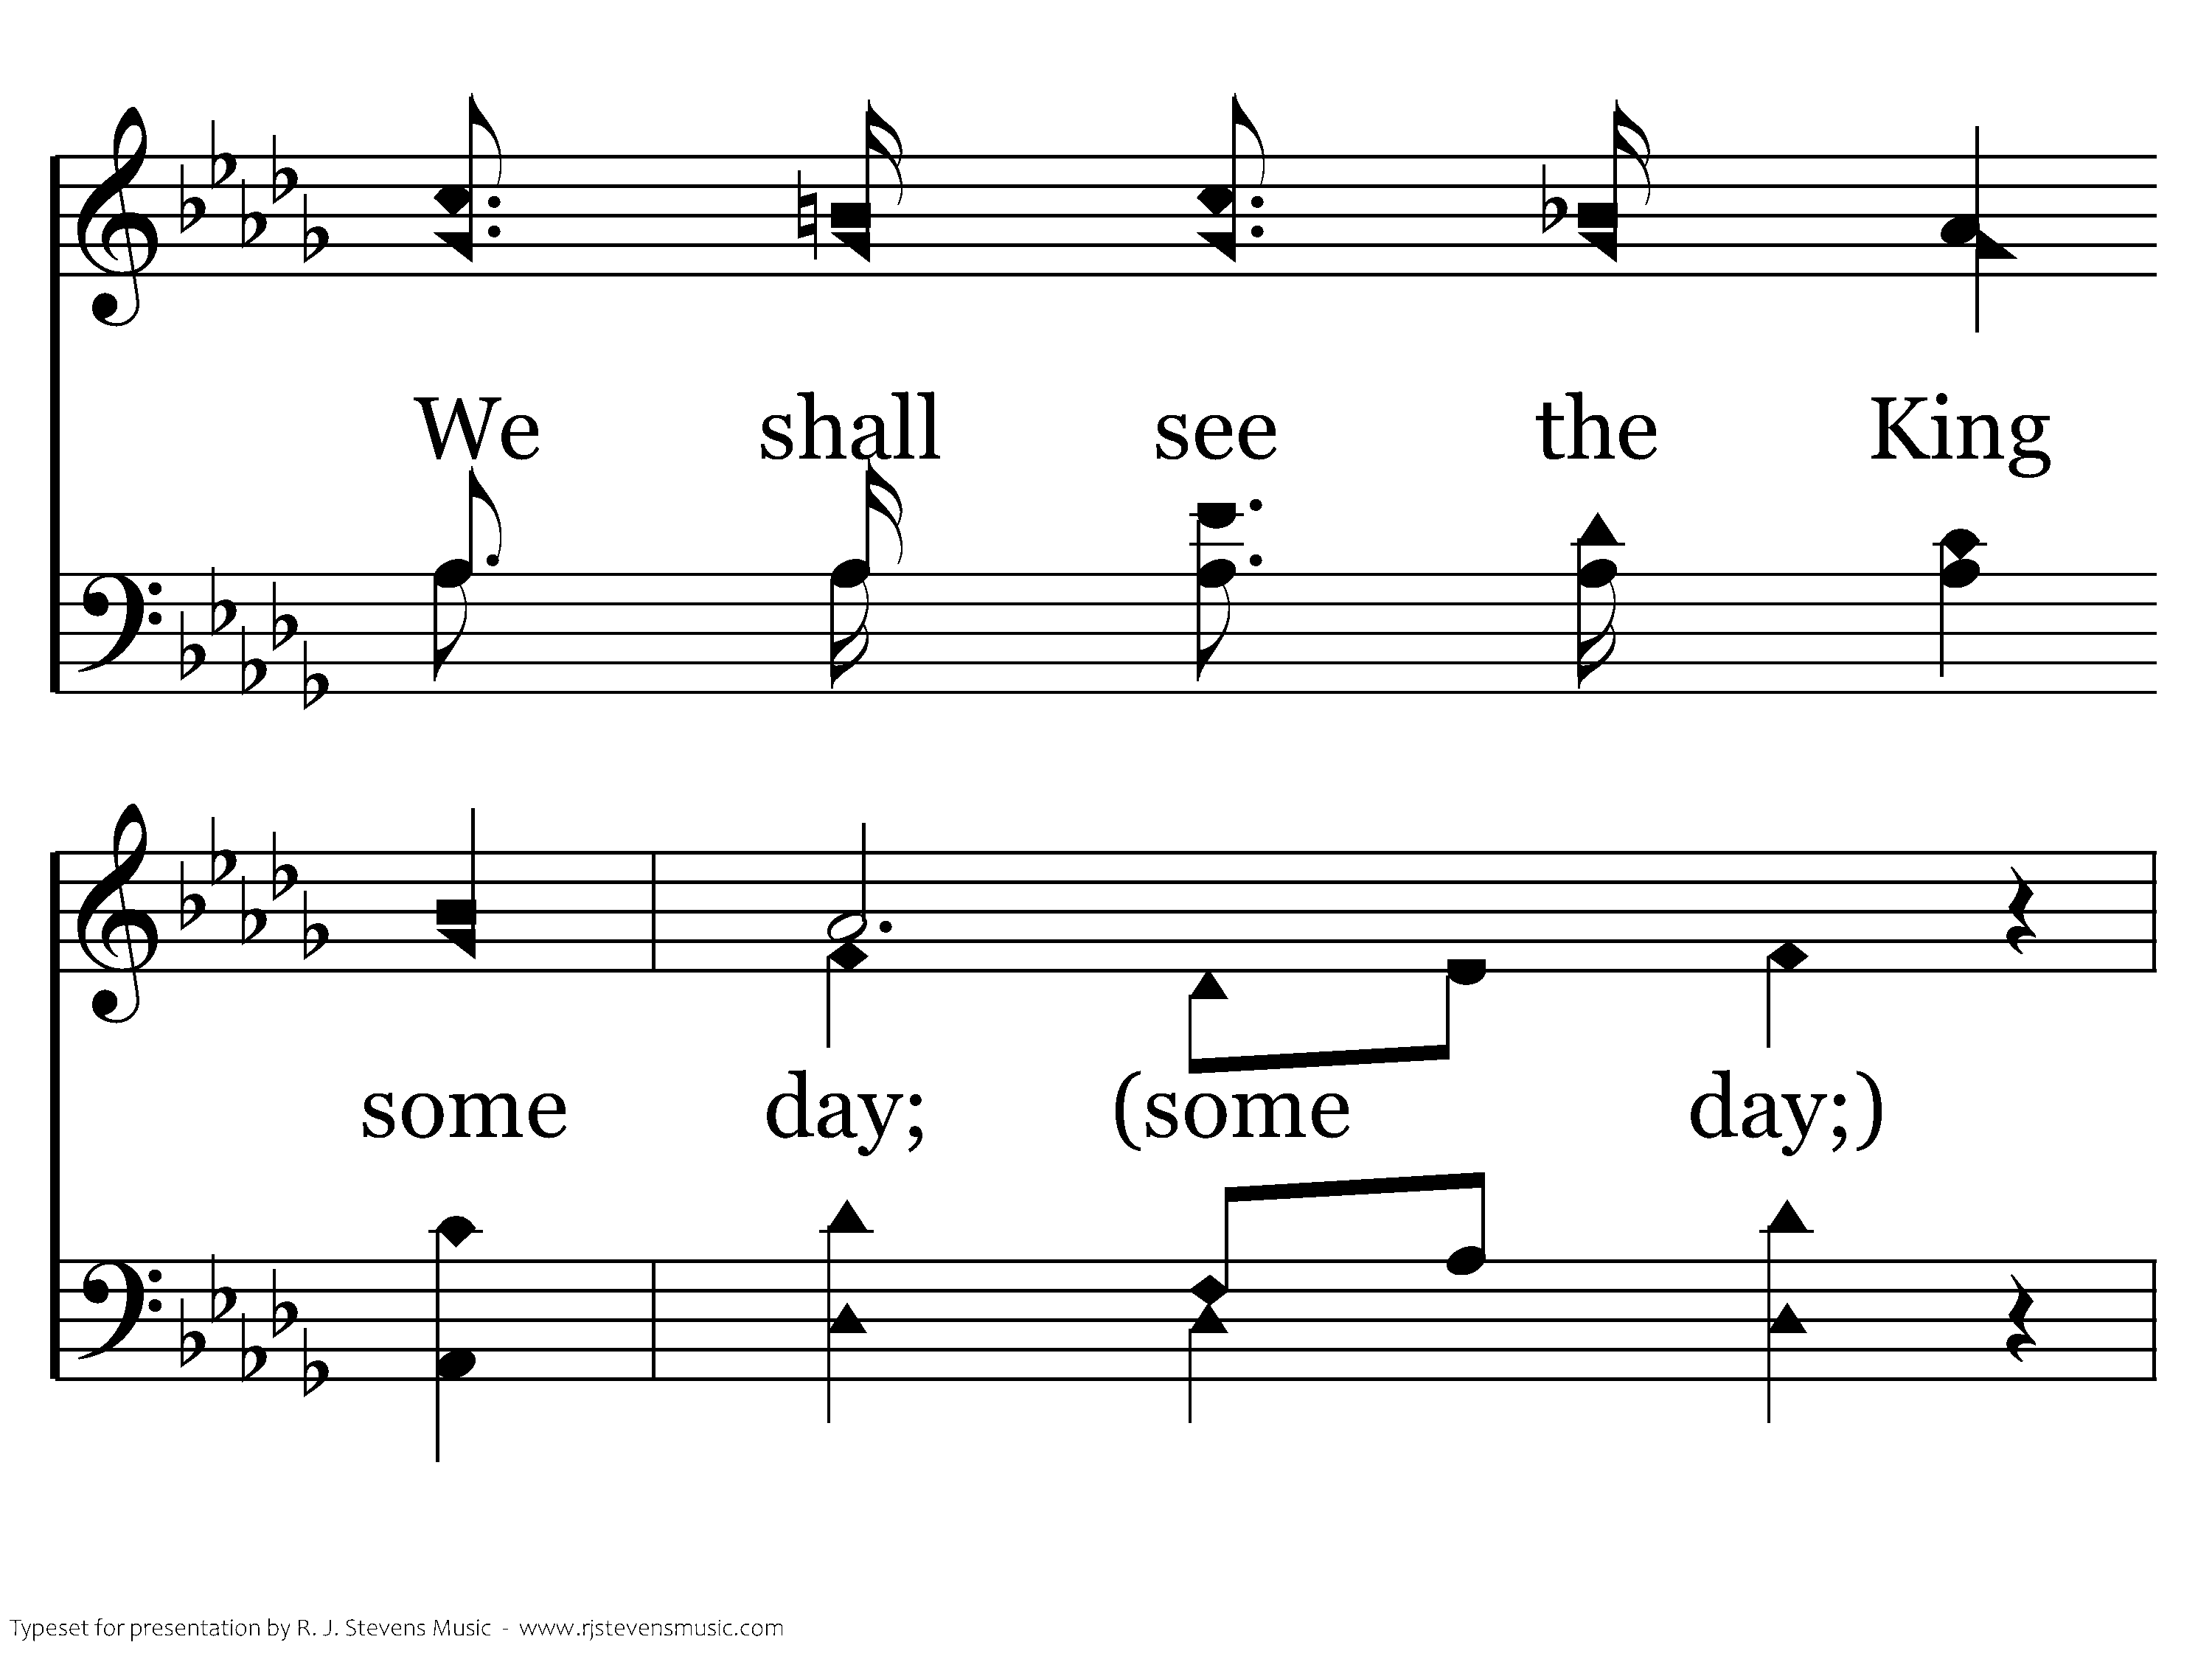 We shall see the King
some day; (some day;)
Typeset for presentation by R. J. Stevens Music - www.rjstevensmusic.com